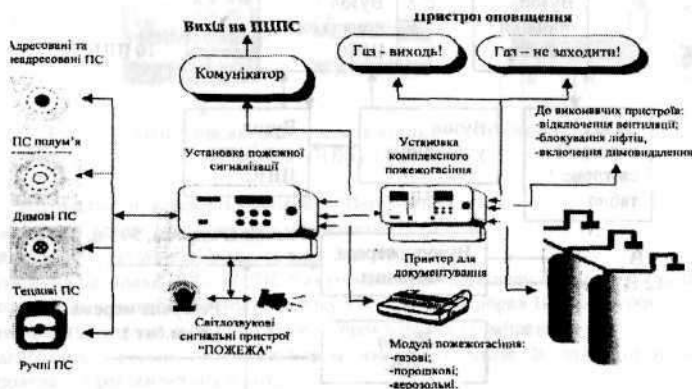 Вихід на ПЦПС
Пристрої оповіщення
Адресовані та
неадресовані ПС
Комунікатор
Газ - виходь!
Газ – не заходити!
ПС полум'я
Димові ПС
Теплові ПС
Ручні ПС
Установка пожежної
сигналізації
Установка
комплексного
пожежогасіння
До виконавчих пристроїв:
-відключення вентиляції;
-блокування ліфтів,
-включення димовидалення
Світлозвукові
сигнальні пристрої
"ПОЖЕЖА"
Принтер для
документування
Модулі пожежогасіння:
-газові;
-порошкові;
-аерозольні.